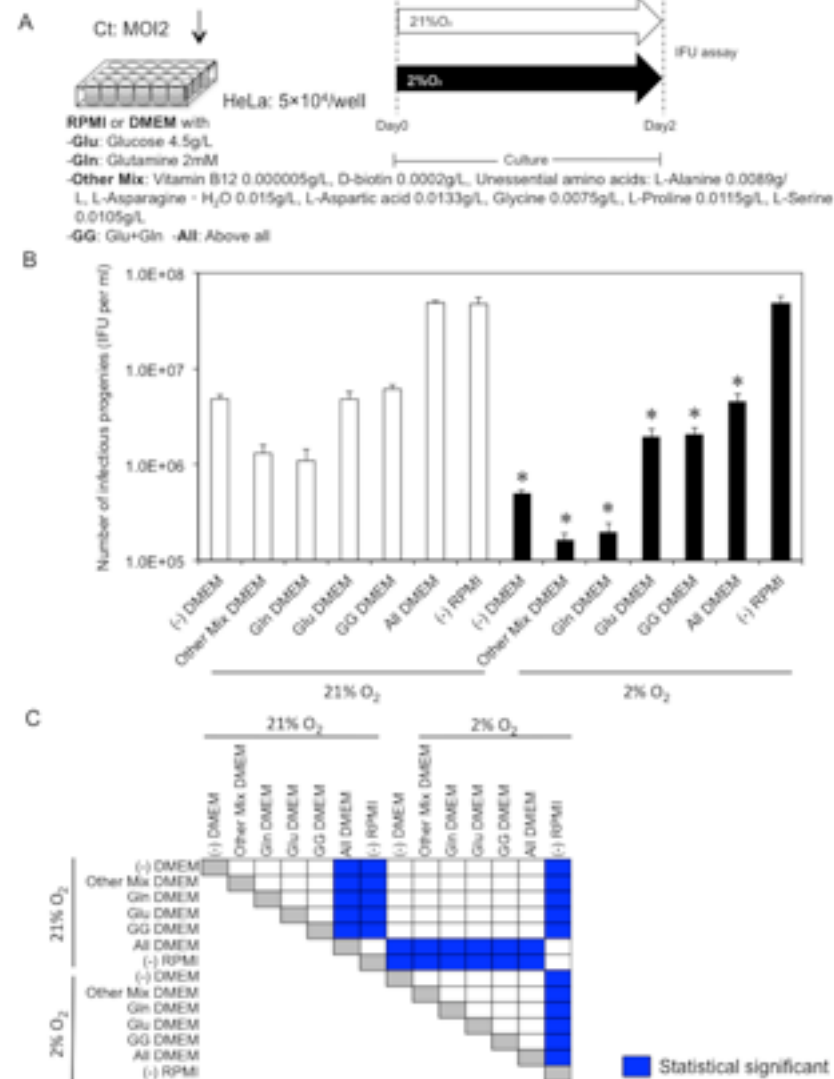 A
Ct: MOI2
21%O₂
2%O₂
IFU assay
HeLa: 5×10⁴/well
Day0
Day2
Culture
RPMI or DMEM with
-Glu: Glucose 4.5g/L
-Gln: Glutamine 2mM
-Other Mix: Vitamin B12 0.000005g/L, D-biotin 0.0002g/L, Unessential amino acids: L-Alanine 0.0089g/
L, L-Asparagine・H₂O 0.015g/L, L-Aspartic acid 0.0133g/L, Glycine 0.0075g/L, L-Proline 0.0115g/L, L-Serine
0.0105g/L
-GG: Glu+Gln -All: Above all
B
Number of infectious progenies (IFU per ml)
1.0E+08
1.0E+07
1.0E+06
1.0E+05
* * * * * *
(-) DMEM Other Mix DMEM Gln DMEM Glu DMEM GG DMEM All DMEM (-) RPMI (-) DMEM Other Mix DMEM Gln DMEM Glu DMEM GG DMEM All DMEM (-) RPMI
21% O₂ 2% O₂
C
21% O₂ 2% O₂
(-) DMEM Other Mix DMEM Gln DMEM Glu DMEM GG DMEM All DMEM (-) RPMI (-) DMEM Other Mix DMEM Gln DMEM Glu DMEM GG DMEM All DMEM (-) RPMI
21% O₂
(-) DMEM
Other Mix DMEM
Gln DMEM
Glu DMEM
GG DMEM
All DMEM
(-) RPMI
2% O₂
(-) DMEM
Other Mix DMEM
Gln DMEM
Glu DMEM
GG DMEM
All DMEM
(-) RPMI
Statistical significant